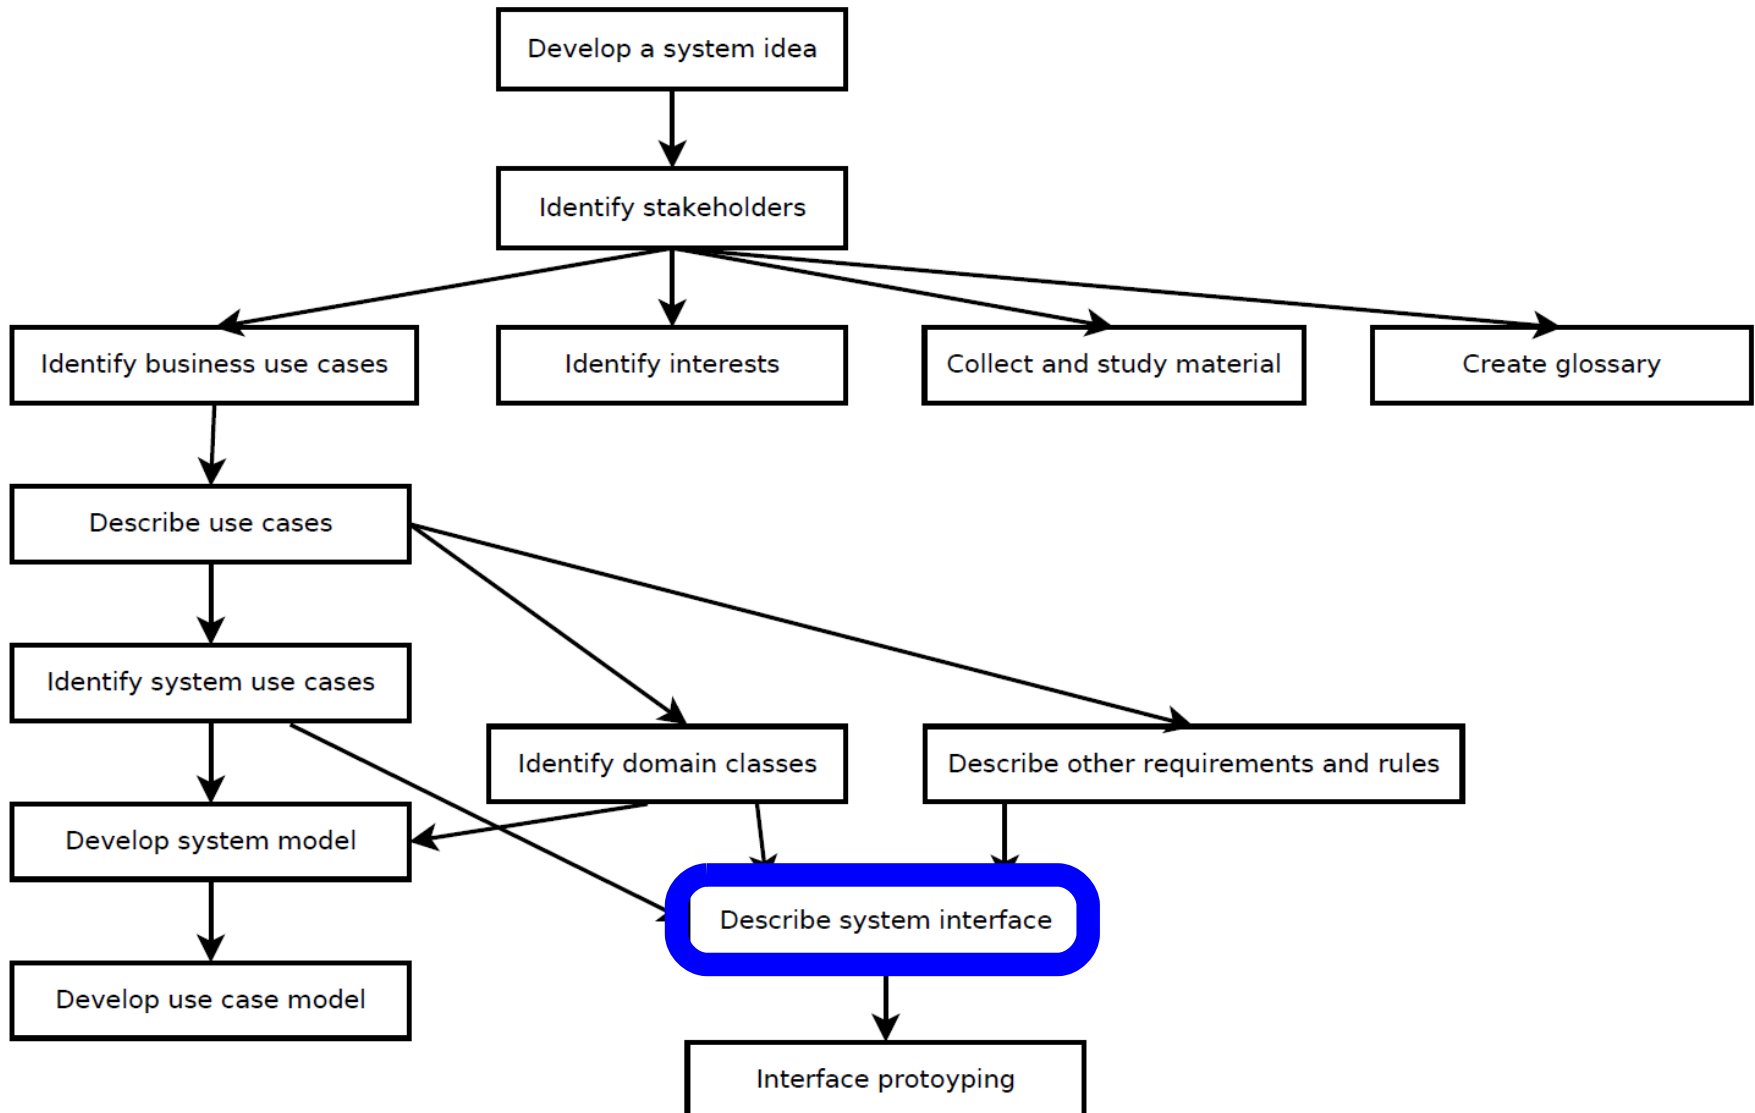 Develop a system idea
Identify stakeholders
Identify business use cases
Identify interests
Collect and study material
Create glossary
Describe use cases
Identify system use cases
Identify domain classes
Describe other requirements and rules
Develop system model
Describe system interface
Develop use case model
Interface protoyping